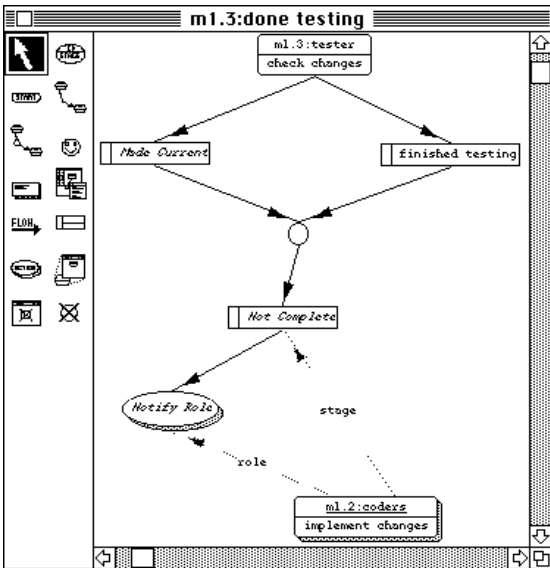 m1.3:done testing
m1.3:tester
check changes
START
Made Current
finished testing
FLOW
ACTION
Not Complete
Notify Role
stage
role
m1.2:coders
implement changes